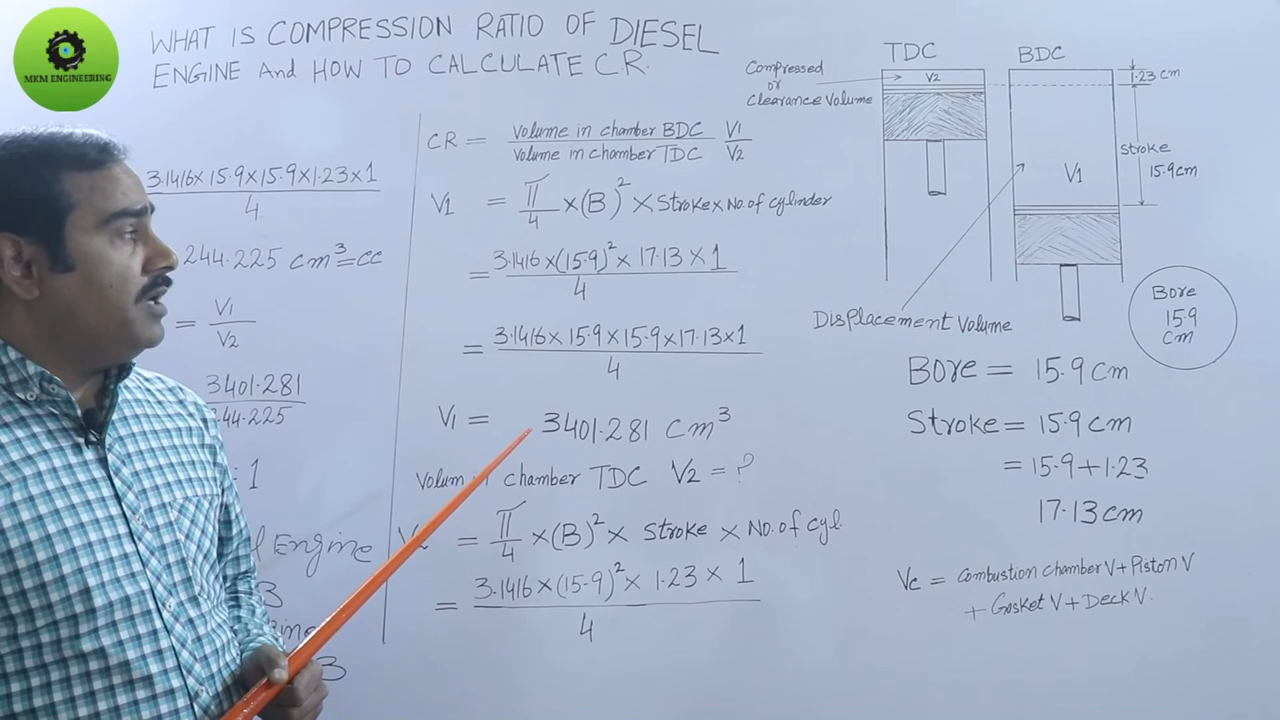 MKM ENGINEERING
WHAT IS COMPRESSION RATIO OF DIESEL
ENGINE and HOW TO CALCULATE C.R.
3.1416 x 15.9 x 15.9 x 1.23 x 1
4
244.225 cm³ = cc
= V1
V2
3401.281
244.225
: 1
Engine
3
3
CR = Volume in chamber BDC V1
Volume in chamber TDC V2
V1 = π/4 x (B)² x Stroke x No. of cylinder
= 3.1416 x (15.9)² x 17.13 x 1
4
= 3.1416 x 15.9 x 15.9 x 17.13 x 1
4
V1 = 3401.281 cm³
Volum in chamber TDC V2 = ?
V2 = π/4 x (B)² x Stroke x No. of Cyl.
= 3.1416 x (15.9)² x 1.23 x 1
4
TDC
BDC
Compressed
or
Clearance Volume
V2
1.23 cm
Stroke
15.9 cm
V1
Displacement Volume
Bore
15.9
Cm
Bore = 15.9 cm
Stroke = 15.9 cm
= 15.9 + 1.23
17.13 cm
Vc = Combustion chamber V + Piston V
+ Gasket V + Deck V.